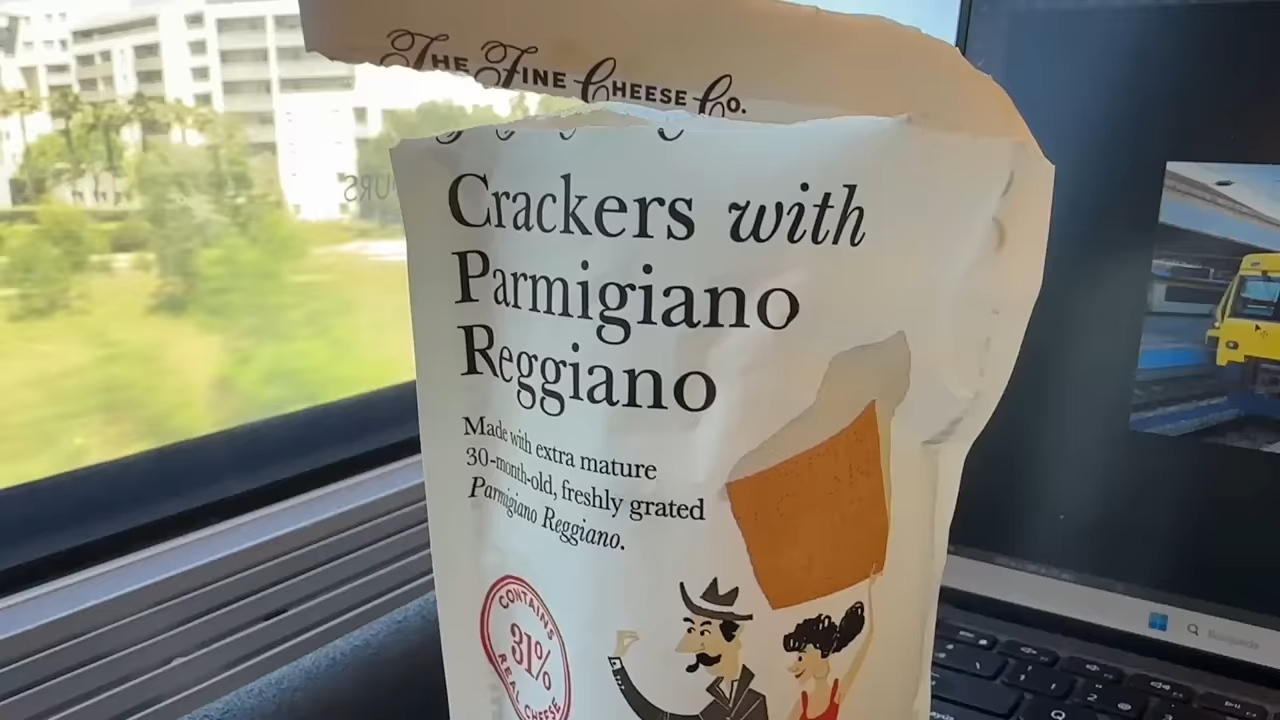 The Fine Cheese Co.
Crackers with
Parmigiano
Reggiano
Made with extra mature
30-month-old, freshly grated
Parmigiano Reggiano.
CONTAINS
31%
REAL CHEESE
Búsqueda